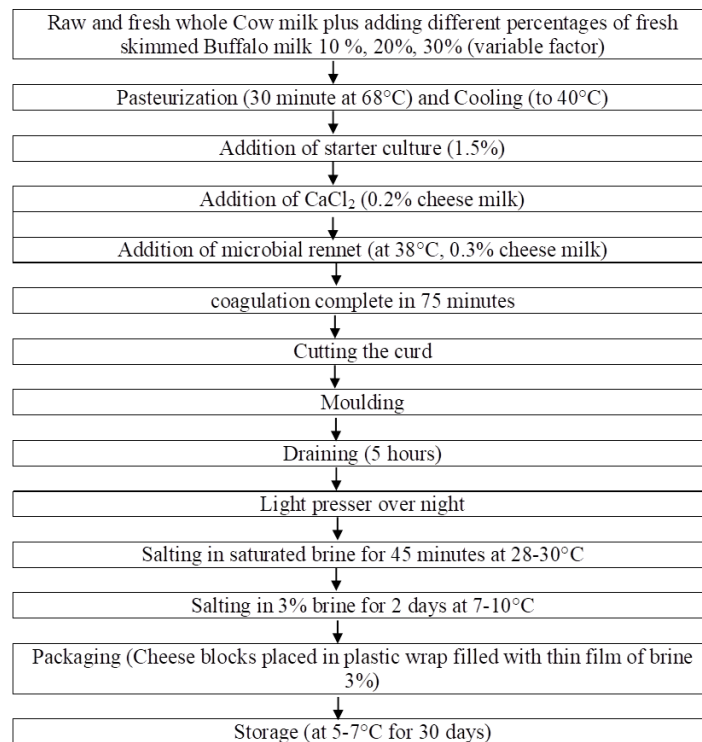 Raw and fresh whole Cow milk plus adding different percentages of fresh
skimmed Buffalo milk 10 %, 20%, 30% (variable factor)
Pasteurization (30 minute at 68°C) and Cooling (to 40°C)
Addition of starter culture (1.5%)
Addition of CaCl₂ (0.2% cheese milk)
Addition of microbial rennet (at 38°C, 0.3% cheese milk)
coagulation complete in 75 minutes
Cutting the curd
Moulding
Draining (5 hours)
Light presser over night
Salting in saturated brine for 45 minutes at 28-30°C
Salting in 3% brine for 2 days at 7-10°C
Packaging (Cheese blocks placed in plastic wrap filled with thin film of brine
3%)
Storage (at 5-7°C for 30 days)